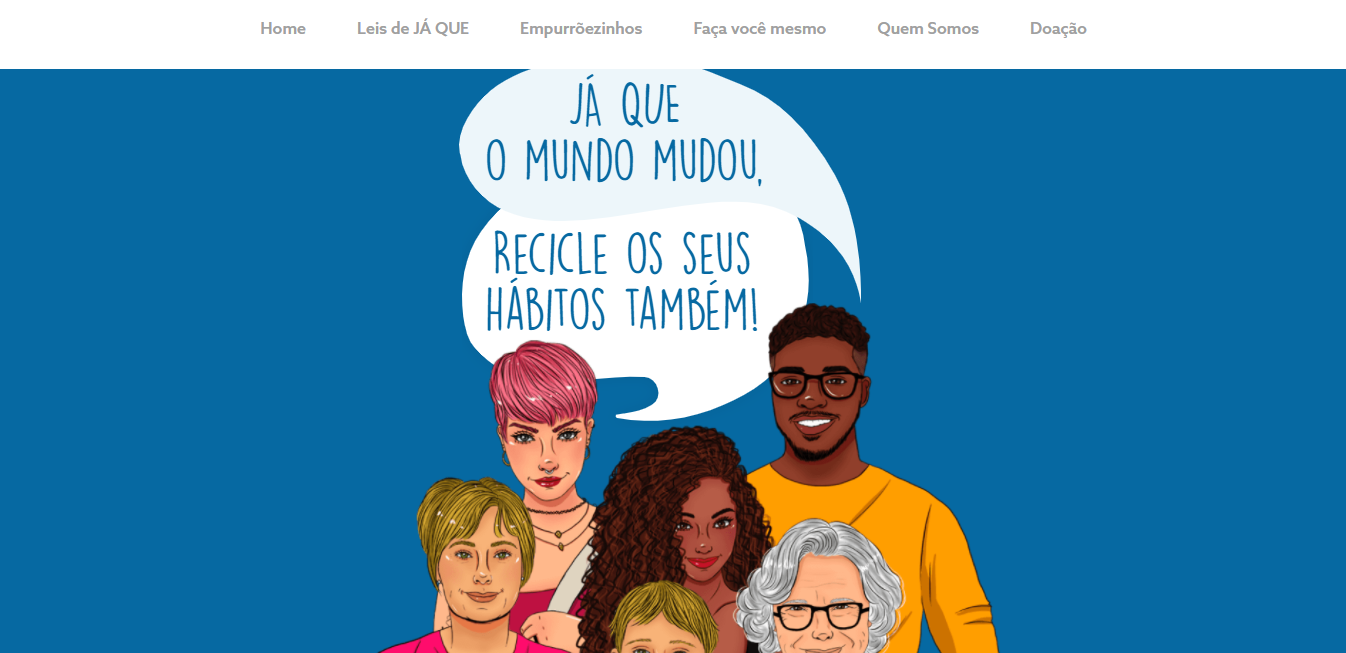 Home Leis de JÁ QUE Empurrõezinhos Faça você mesmo Quem Somos Doação
JÁ QUE
O MUNDO MUDOU,
RECICLE OS SEUS
HÁBITOS TAMBÉM!